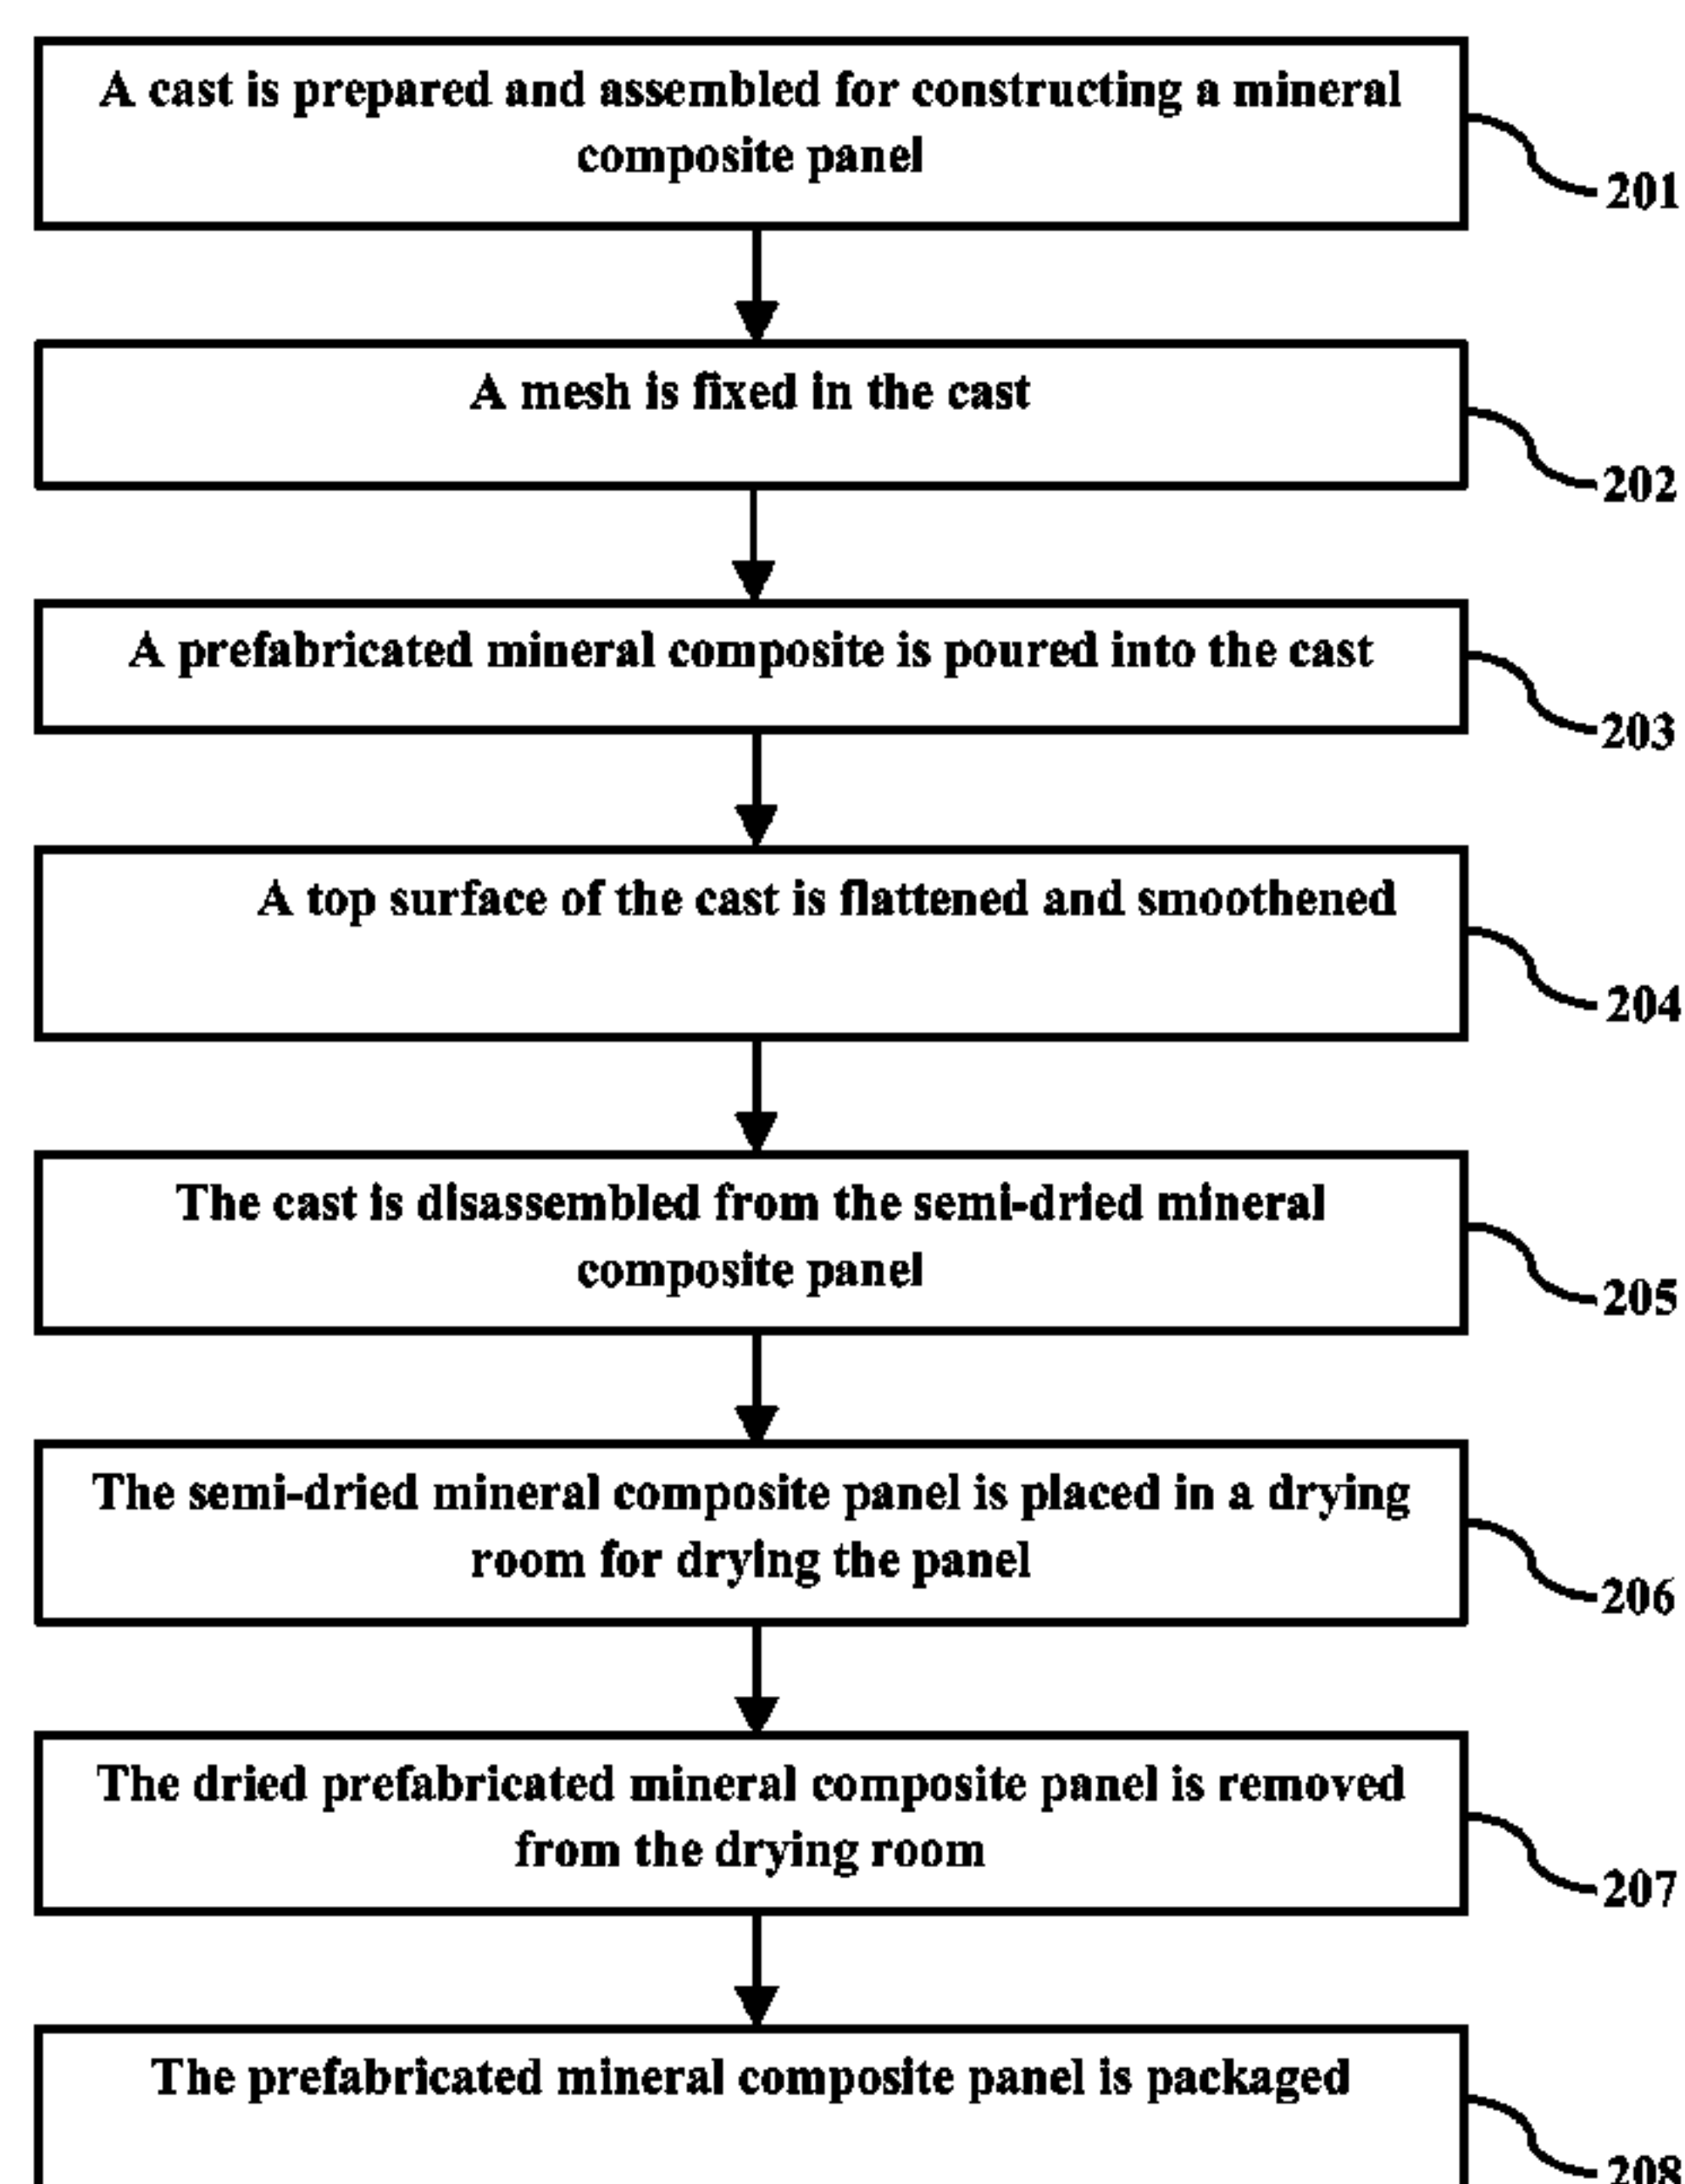 A cast is prepared and assembled for constructing a mineral
composite panel
201
A mesh is fixed in the cast
202
A prefabricated mineral composite is poured into the cast
203
A top surface of the cast is flattened and smoothened
204
The cast is disassembled from the semi-dried mineral
composite panel
205
The semi-dried mineral composite panel is placed in a drying
room for drying the panel
206
The dried prefabricated mineral composite panel is removed
from the drying room
207
The prefabricated mineral composite panel is packaged
208